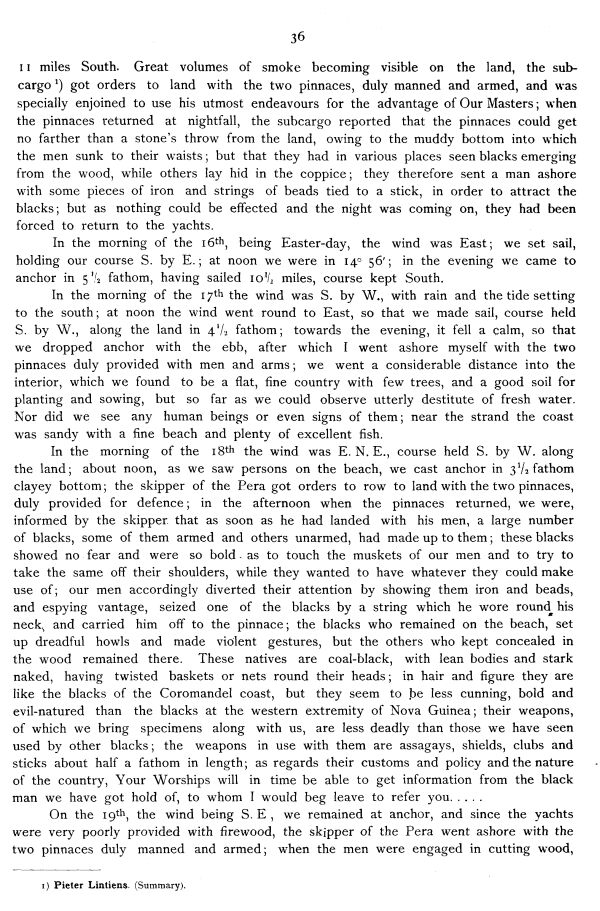 36
11 miles South. Great volumes of smoke becoming visible on the land, the sub-
cargo ¹) got orders to land with the two pinnaces, duly manned and armed, and was
specially enjoined to use his utmost endeavours for the advantage of Our Masters; when
the pinnaces returned at nightfall, the subcargo reported that the pinnaces could get
no farther than a stone's throw from the land, owing to the muddy bottom into which
the men sunk to their waists; but that they had in various places seen blacks emerging
from the wood, while others lay hid in the coppice; they therefore sent a man ashore
with some pieces of iron and strings of beads tied to a stick, in order to attract the
blacks; but as nothing could be effected and the night was coming on, they had been
forced to return to the yachts.
In the morning of the 16th, being Easter-day, the wind was East; we set sail,
holding our course S. by E.; at noon we were in 14° 56′; in the evening we came to
anchor in 5 ½ fathom, having sailed 10½ miles, course kept South.
In the morning of the 17th the wind was S. by W., with rain and the tide setting
to the south; at noon the wind went round to East, so that we made sail, course held
S. by W., along the land in 4½ fathom; towards the evening, it fell a calm, so that
we dropped anchor with the ebb, after which I went ashore myself with the two
pinnaces duly provided with men and arms; we went a considerable distance into the
interior, which we found to be a flat, fine country with few trees, and a good soil for
planting and sowing, but so far as we could observe utterly destitute of fresh water.
Nor did we see any human beings or even signs of them; near the strand the coast
was sandy with a fine beach and plenty of excellent fish.
In the morning of the 18th the wind was E. N. E., course held S. by W. along
the land; about noon, as we saw persons on the beach, we cast anchor in 3½ fathom
clayey bottom; the skipper of the Pera got orders to row to land with the two pinnaces,
duly provided for defence; in the afternoon when the pinnaces returned, we were,
informed by the skipper that as soon as he had landed with his men, a large number
of blacks, some of them armed and others unarmed, had made up to them; these blacks
showed no fear and were so bold as to touch the muskets of our men and to try to
take the same off their shoulders, while they wanted to have whatever they could make
use of; our men accordingly diverted their attention by showing them iron and beads,
and espying vantage, seized one of the blacks by a string which he wore round his
neck, and carried him off to the pinnace; the blacks who remained on the beach, set
up dreadful howls and made violent gestures, but the others who kept concealed in
the wood remained there. These natives are coal-black, with lean bodies and stark
naked, having twisted baskets or nets round their heads; in hair and figure they are
like the blacks of the Coromandel coast, but they seem to be less cunning, bold and
evil-natured than the blacks at the western extremity of Nova Guinea; their weapons,
of which we bring specimens along with us, are less deadly than those we have seen
used by other blacks; the weapons in use with them are assagays, shields, clubs and
sticks about half a fathom in length; as regards their customs and policy and the nature
of the country, Your Worships will in time be able to get information from the black
man we have got hold of, to whom I would beg leave to refer you.....
On the 19th, the wind being S. E, we remained at anchor, and since the yachts
were very poorly provided with firewood, the skipper of the Pera went ashore with the
two pinnaces duly manned and armed; when the men were engaged in cutting wood,
1) Pieter Lintiens. (Summary).